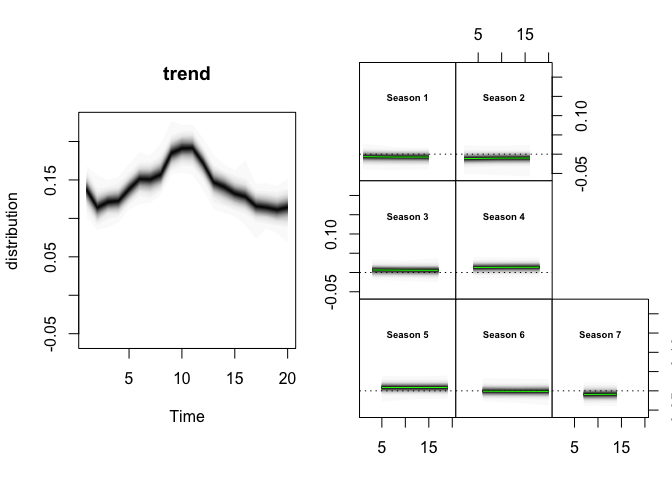 trend
distribution
-0.05
0.05
0.15
5
10
15
20
Time
5
15
Season 1
Season 2
-0.05
0.10
Season 3
Season 4
-0.05
0.10
Season 5
Season 6
Season 7
5
15
5
15